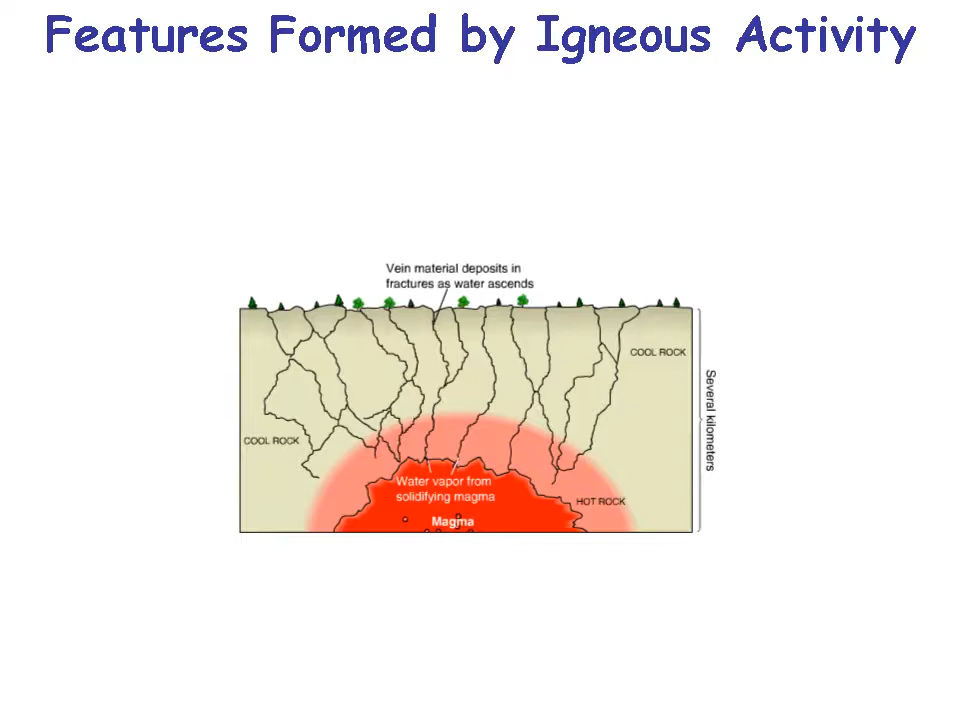 Features Formed by Igneous Activity
Vein material deposits in
fractures as water ascends
COOL ROCK
Several kilometers
COOL ROCK
Water vapor from
solidifying magma
HOT ROCK
Magma